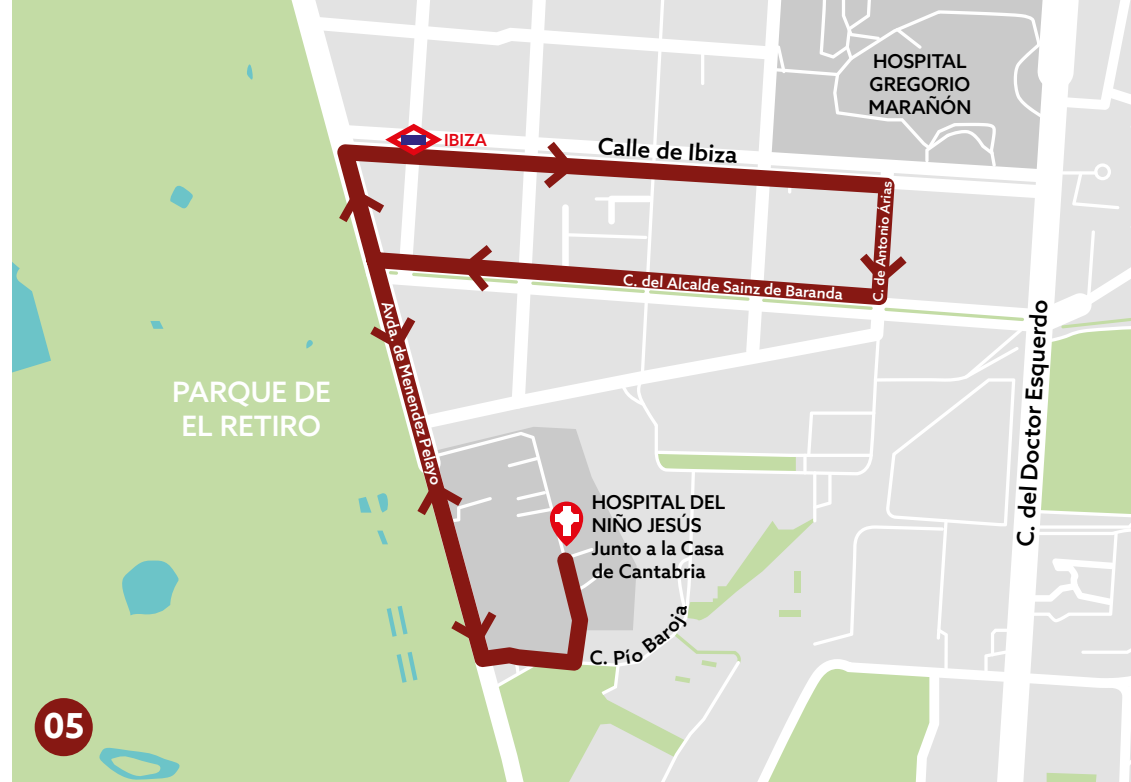 HOSPITAL
GREGORIO
MARAÑÓN
IBIZA
Calle de Ibiza
C. de Antonio Árias
C. del Alcalde Sainz de Baranda
Avda. de Menendez Pelayo
C. del Doctor Esquerdo
PARQUE DE
EL RETIRO
HOSPITAL DEL
NIÑO JESÚS
Junto a la Casa
de Cantabria
C. Pío Baroja
05